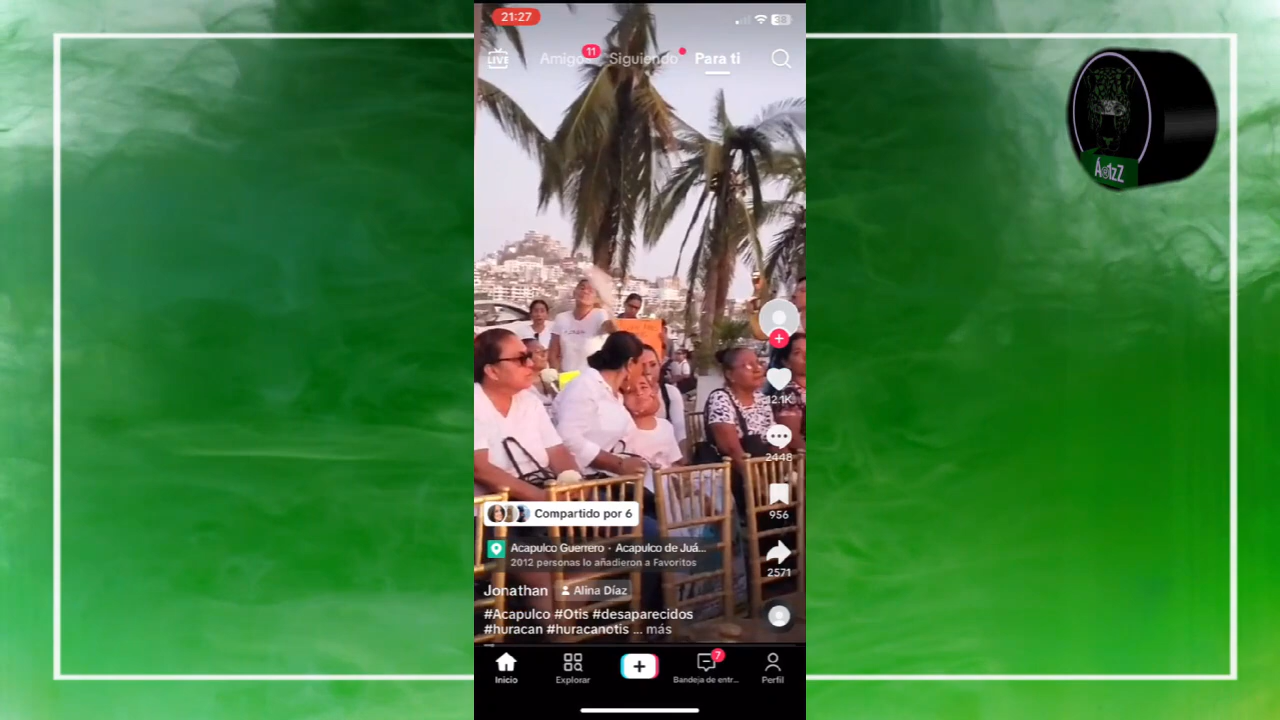 21:27
38
LIVE
Amigos
11
Siguiendo
Para ti
12.1K
2448
956
2571
Compartido por 6
Acapulco Guerrero · Acapulco de Juá...
2012 personas lo añadieron a Favoritos
Jonathan
Alina Díaz
#Acapulco #Otis #desaparecidos
#huracan #huracanotis ... más
Inicio
Explorar
7
Bandeja de entr...
Perfil